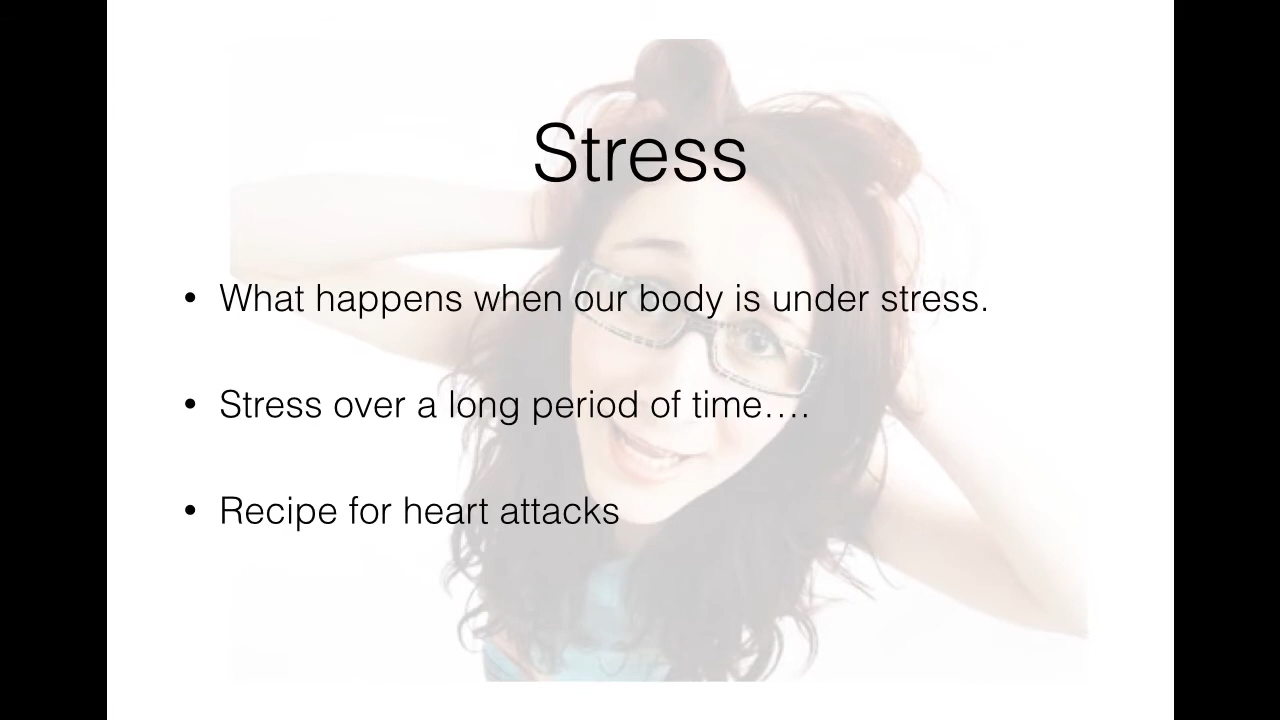 Stress
• What happens when our body is under stress.
• Stress over a long period of time….
• Recipe for heart attacks